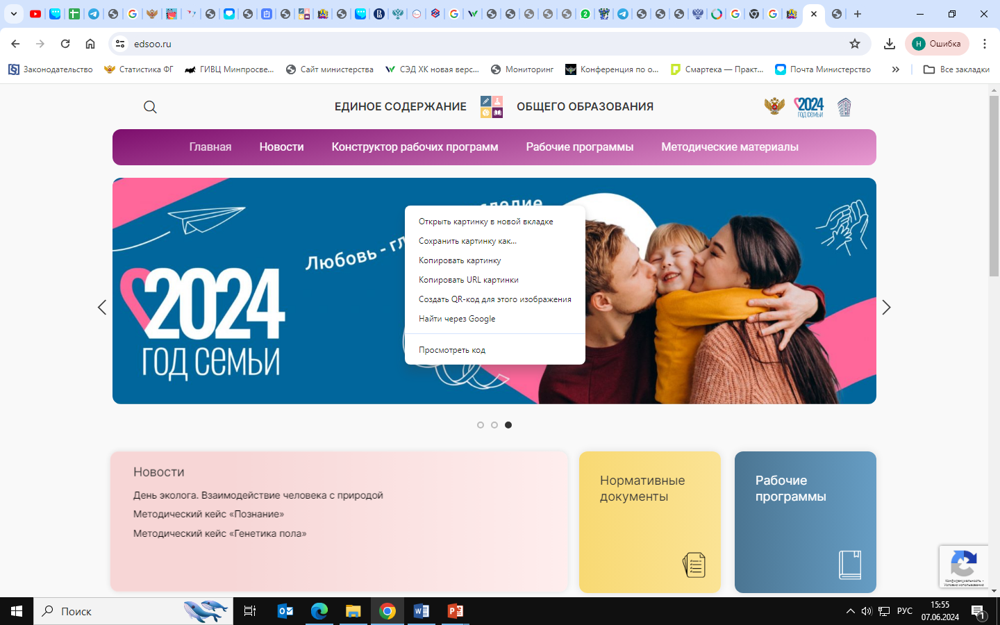 edsoo.ru
Н
Ошибка
Законодательство
Статистика ФГ
ГИВЦ Минпросве...
Сайт министерства
СЭД ХК новая верс...
Мониторинг
Конференция по о...
Смартека — Практ...
Почта Министерство
Все закладки
ЕДИНОЕ СОДЕРЖАНИЕ
ОБЩЕГО ОБРАЗОВАНИЯ
2024
ГОД СЕМЬИ
Главная
Новости
Конструктор рабочих программ
Рабочие программы
Методические материалы
Любовь -
2024
ГОД СЕМЬИ
Открыть картинку в новой вкладке
Сохранить картинку как...
Копировать картинку
Копировать URL картинки
Создать QR-код для этого изображения
Найти через Google
Просмотреть код
Новости
День эколога. Взаимодействие человека с природой
Методический кейс «Познание»
Методический кейс «Генетика пола»
Нормативные
документы
Рабочие
программы
Конфиденциальность -
Условия использования
Поиск
РУС
15:55
07.06.2024
1